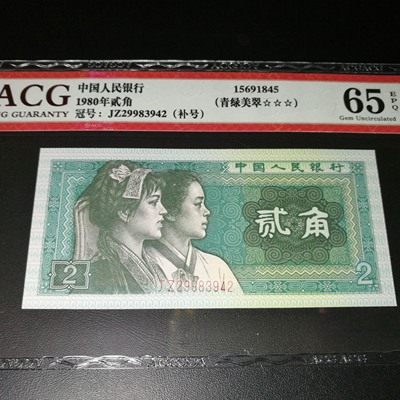 ACG
NG GUARANTY
中国人民银行
1980年贰角
冠号: JZ29983942 (补号)
15691845
(青绿美翠☆☆☆)
65 EPQ
Gem Uncirculated
中国人民银行
贰角
2
JZ29983942
2